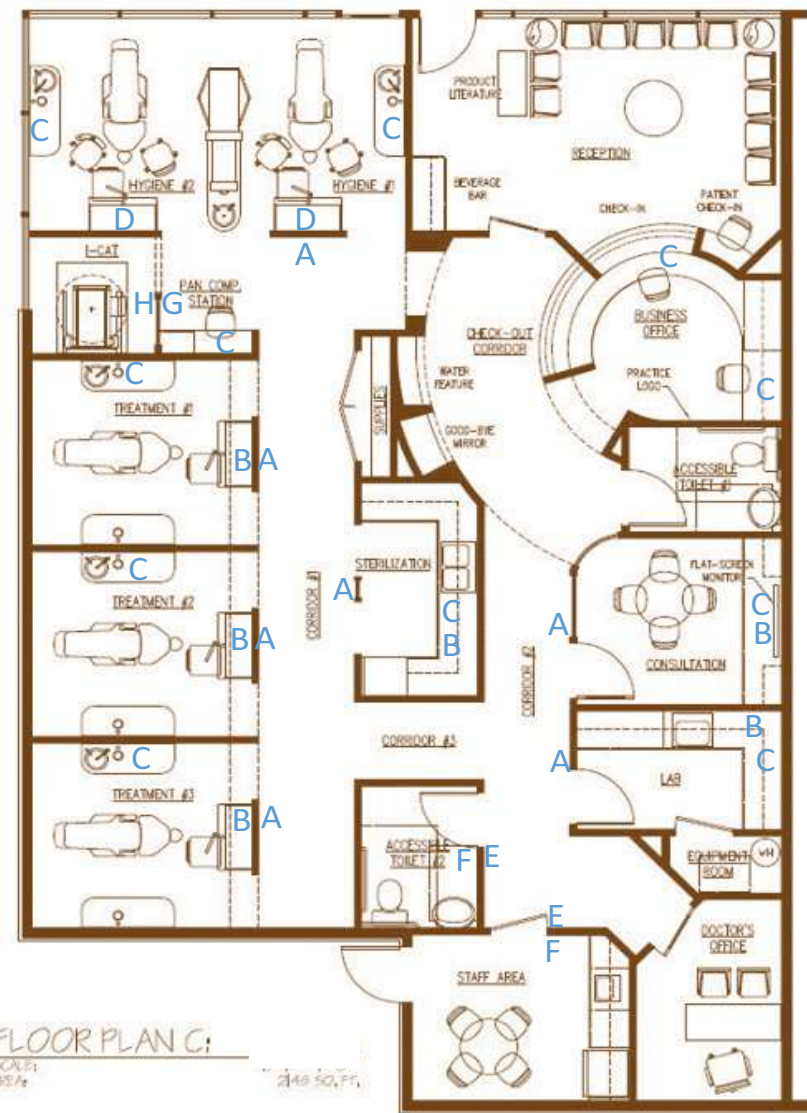 PRODUCT
LITERATURE
RECEPTION
C
C
HYGIENE #2
HYGIENE #1
BEVERAGE
BAR
PATIENT
CHECK-IN
CHECK-IN
D
D
A
I-CAT
H G
PAN COMP.
STATION
C
C
BUSINESS
OFFICE
CHECK-OUT
CORRIDOR
WATER
FEATURE
PRACTICE
LOGO
C
C
TREATMENT #1
B A
SUPPLIES
GOOD-BYE
MIRROR
ACCESSIBLE
TOILET #1
C
TREATMENT #2
B A
CORRIDOR #1
STERILIZATION
A
C
B
FLAT-SCREEN
MONITOR
C
B
A
CONSULTATION
CORRIDOR #2
CORRIDOR #3
C
TREATMENT #3
B A
B
A
C
LAB
ACCESSIBLE
TOILET #2
F E
EQUIPMENT
ROOM
WH
E
F
DOCTOR'S
OFFICE
STAFF AREA
FLOOR PLAN C: